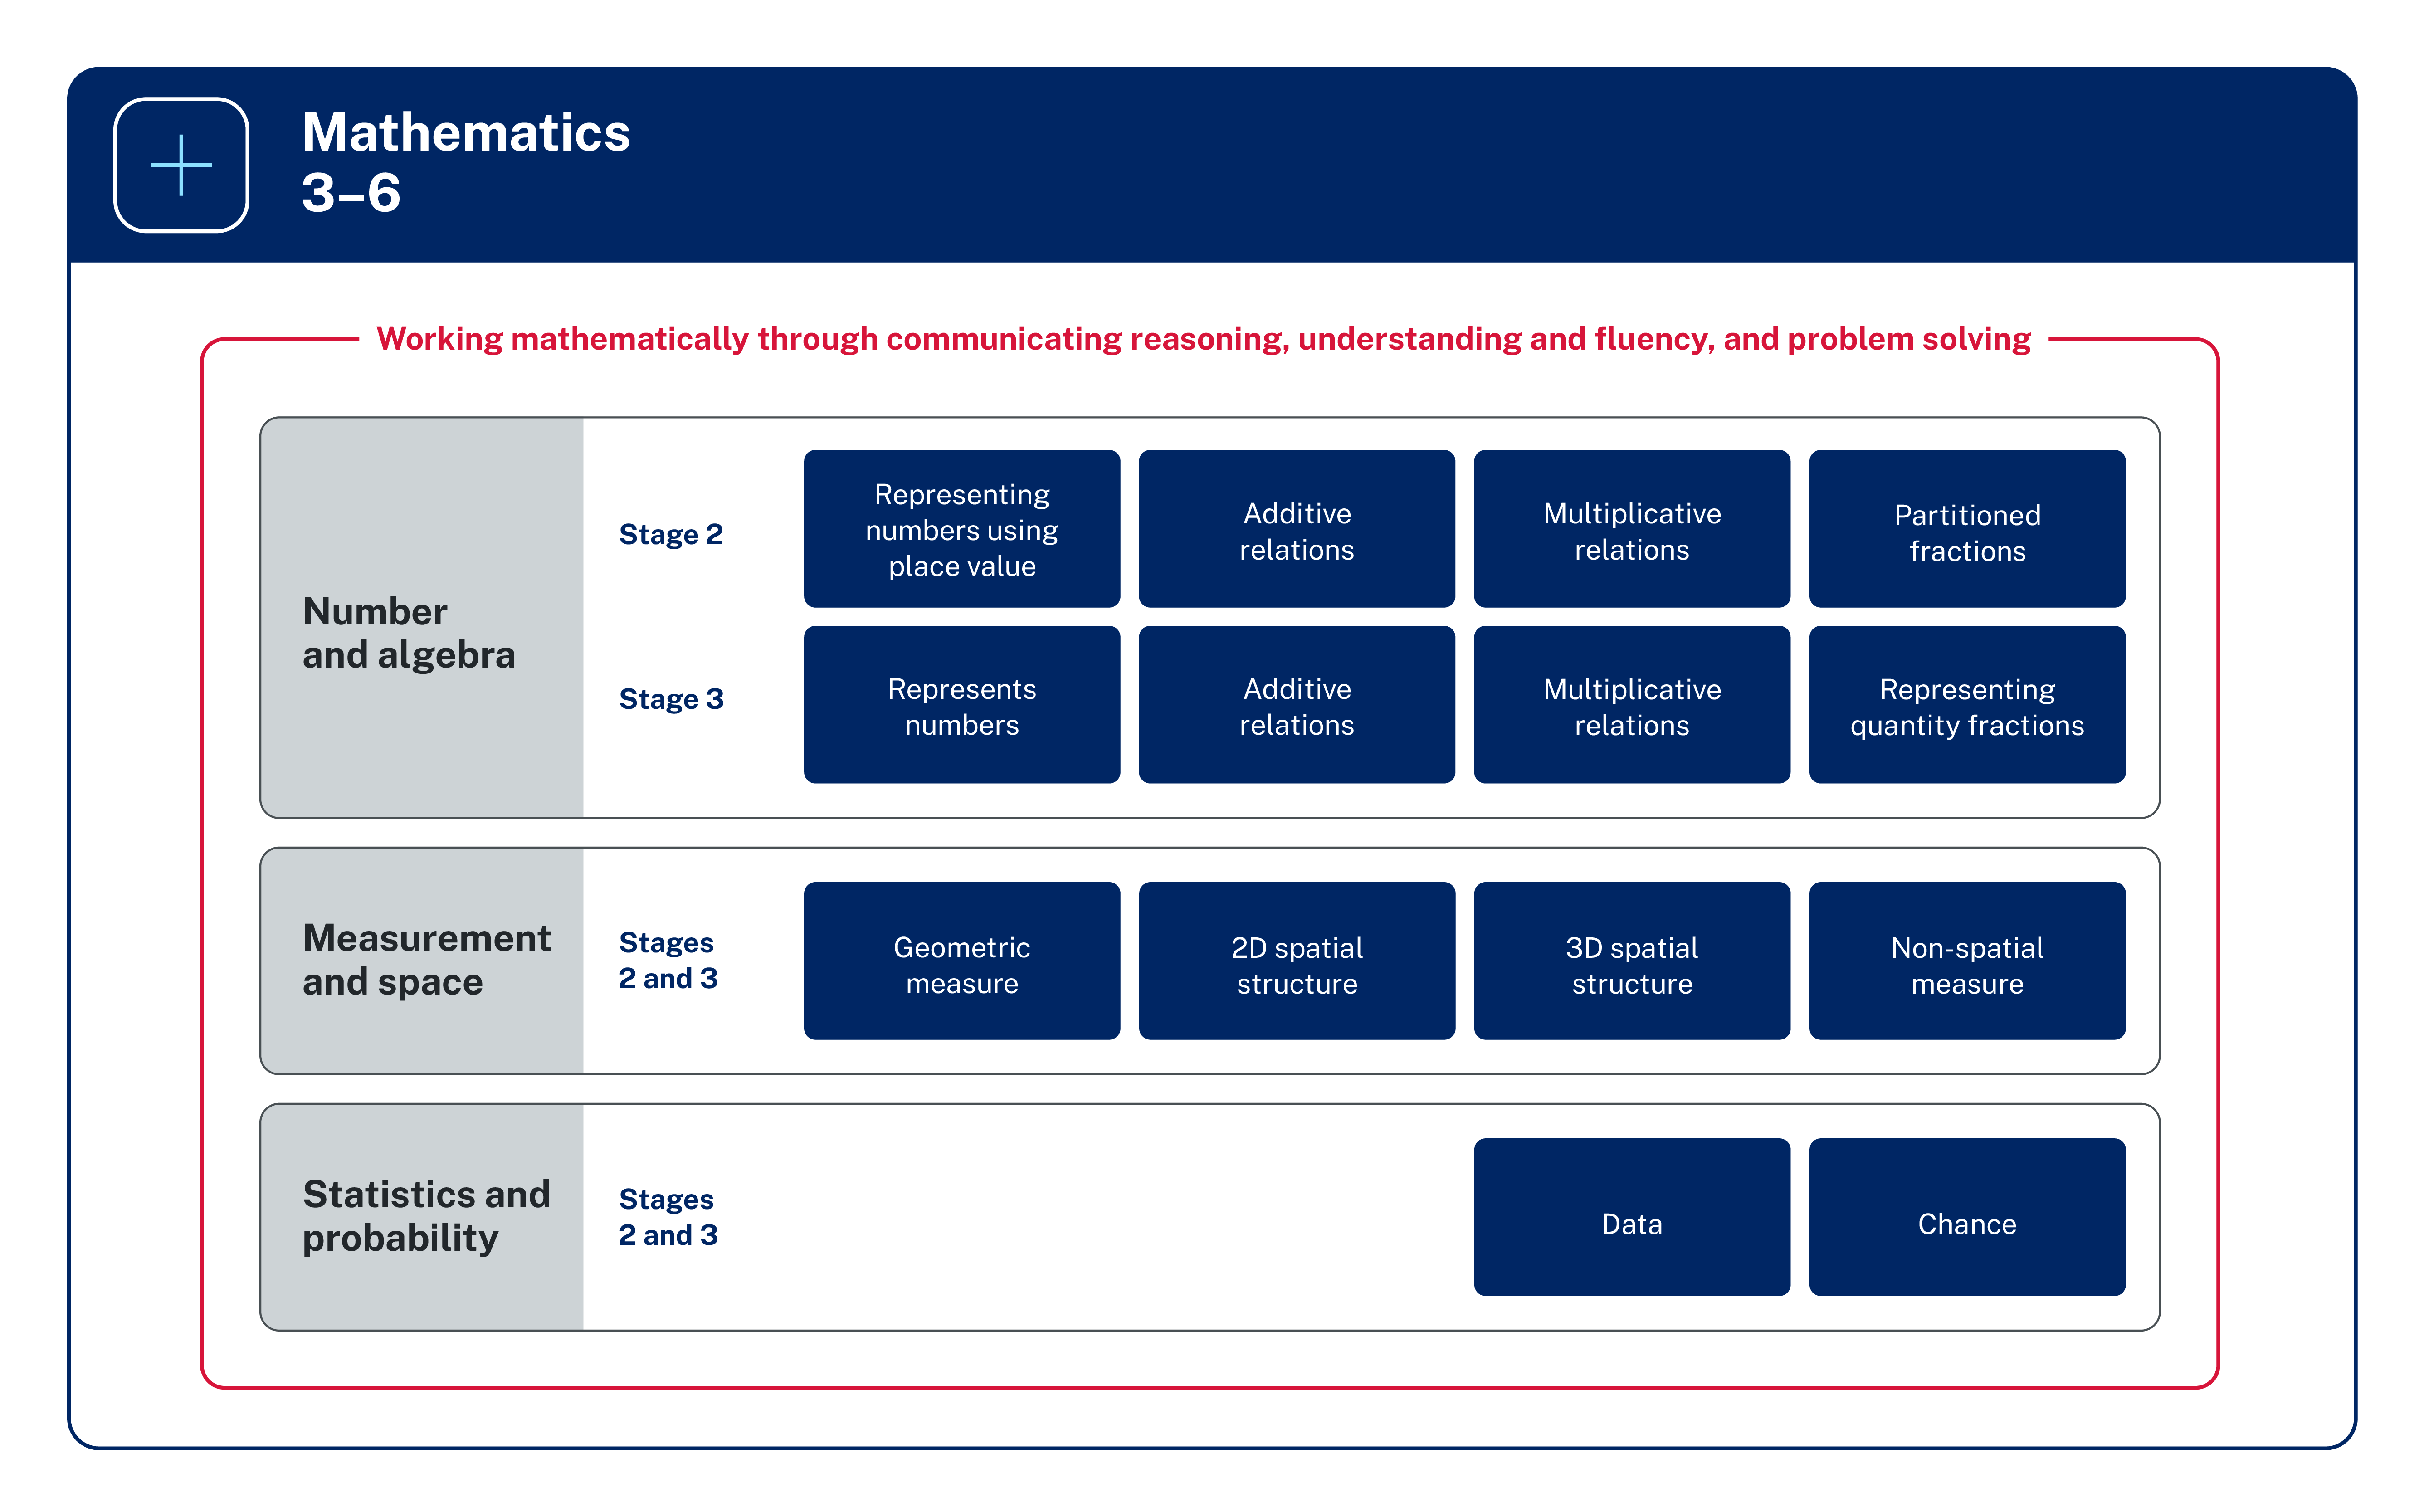 Mathematics
3–6
Working mathematically through communicating reasoning, understanding and fluency, and problem solving
Number
and algebra
Stage 2
Representing
numbers using
place value
Additive
relations
Multiplicative
relations
Partitioned
fractions
Stage 3
Represents
numbers
Additive
relations
Multiplicative
relations
Representing
quantity fractions
Measurement
and space
Stages
2 and 3
Geometric
measure
2D spatial
structure
3D spatial
structure
Non-spatial
measure
Statistics and
probability
Stages
2 and 3
Data
Chance